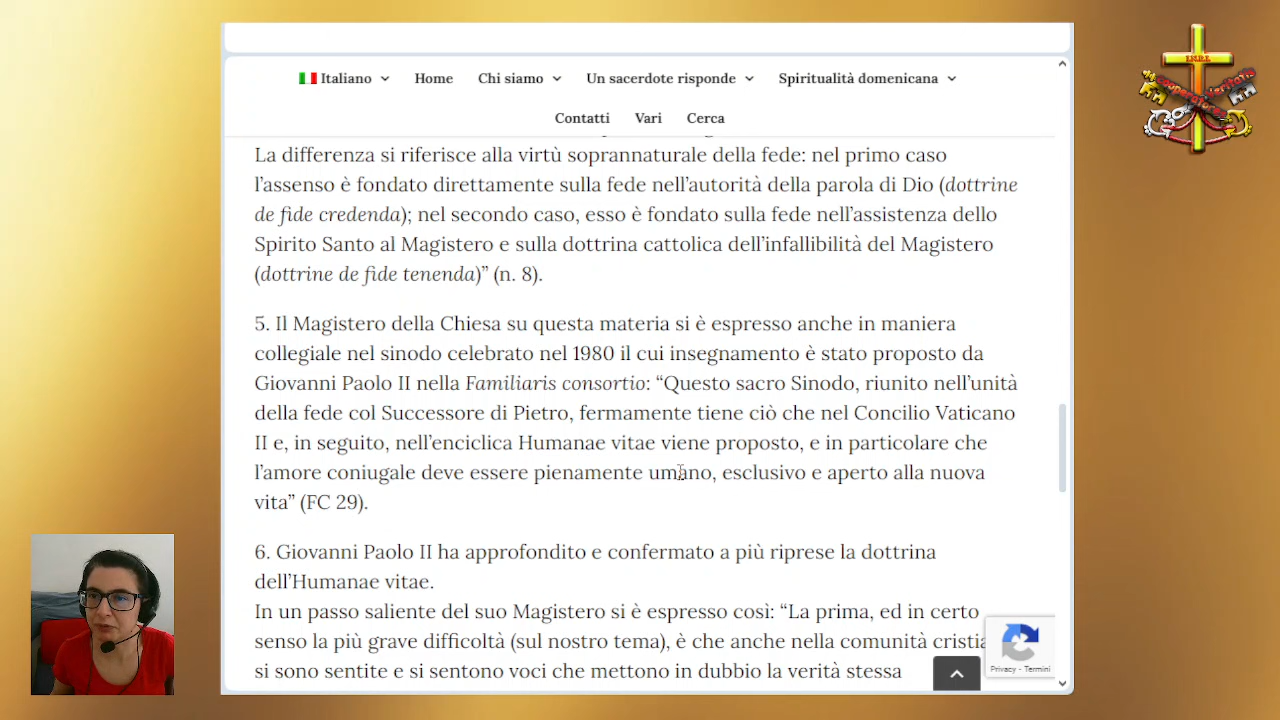 Italiano
Home
Chi siamo
Un sacerdote risponde
Spiritualità domenicana
Contatti
Vari
Cerca
La differenza si riferisce alla virtù soprannaturale della fede: nel primo caso
l’assenso è fondato direttamente sulla fede nell’autorità della parola di Dio (dottrine
de fide credenda); nel secondo caso, esso è fondato sulla fede nell’assistenza dello
Spirito Santo al Magistero e sulla dottrina cattolica dell’infallibilità del Magistero
(dottrine de fide tenenda)” (n. 8).
5. Il Magistero della Chiesa su questa materia si è espresso anche in maniera
collegiale nel sinodo celebrato nel 1980 il cui insegnamento è stato proposto da
Giovanni Paolo II nella Familiaris consortio: “Questo sacro Sinodo, riunito nell’unità
della fede col Successore di Pietro, fermamente tiene ciò che nel Concilio Vaticano
II e, in seguito, nell’enciclica Humanae vitae viene proposto, e in particolare che
l’amore coniugale deve essere pienamente umano, esclusivo e aperto alla nuova
vita” (FC 29).
6. Giovanni Paolo II ha approfondito e confermato a più riprese la dottrina
dell’Humanae vitae.
In un passo saliente del suo Magistero si è espresso così: “La prima, ed in certo
senso la più grave difficoltà (sul nostro tema), è che anche nella comunità cristia
si sono sentite e si sentono voci che mettono in dubbio la verità stessa
Privacy - Termini